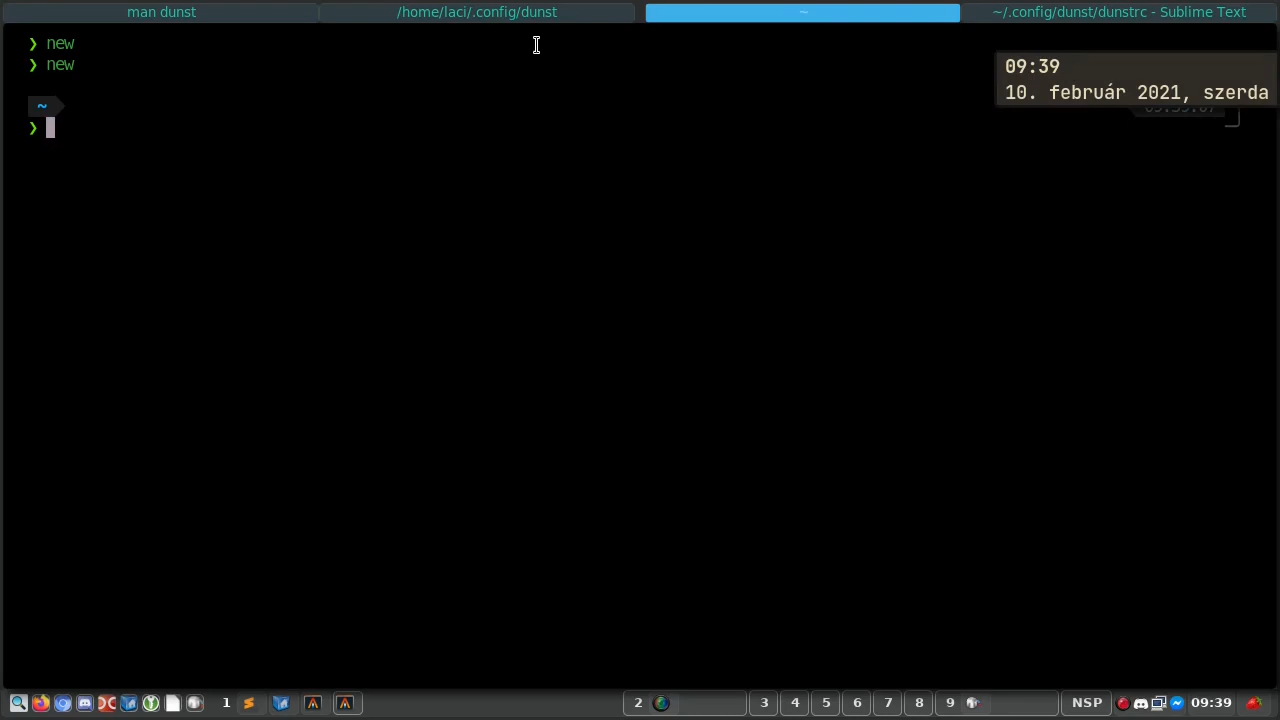 man dunst
/home/laci/.config/dunst
~
~/.config/dunst/dunstrc - Sublime Text
❯ new
❯ new
09:39
10. február 2021, szerda
~
❯
1
2
3
4
5
6
7
8
9
NSP
09:39